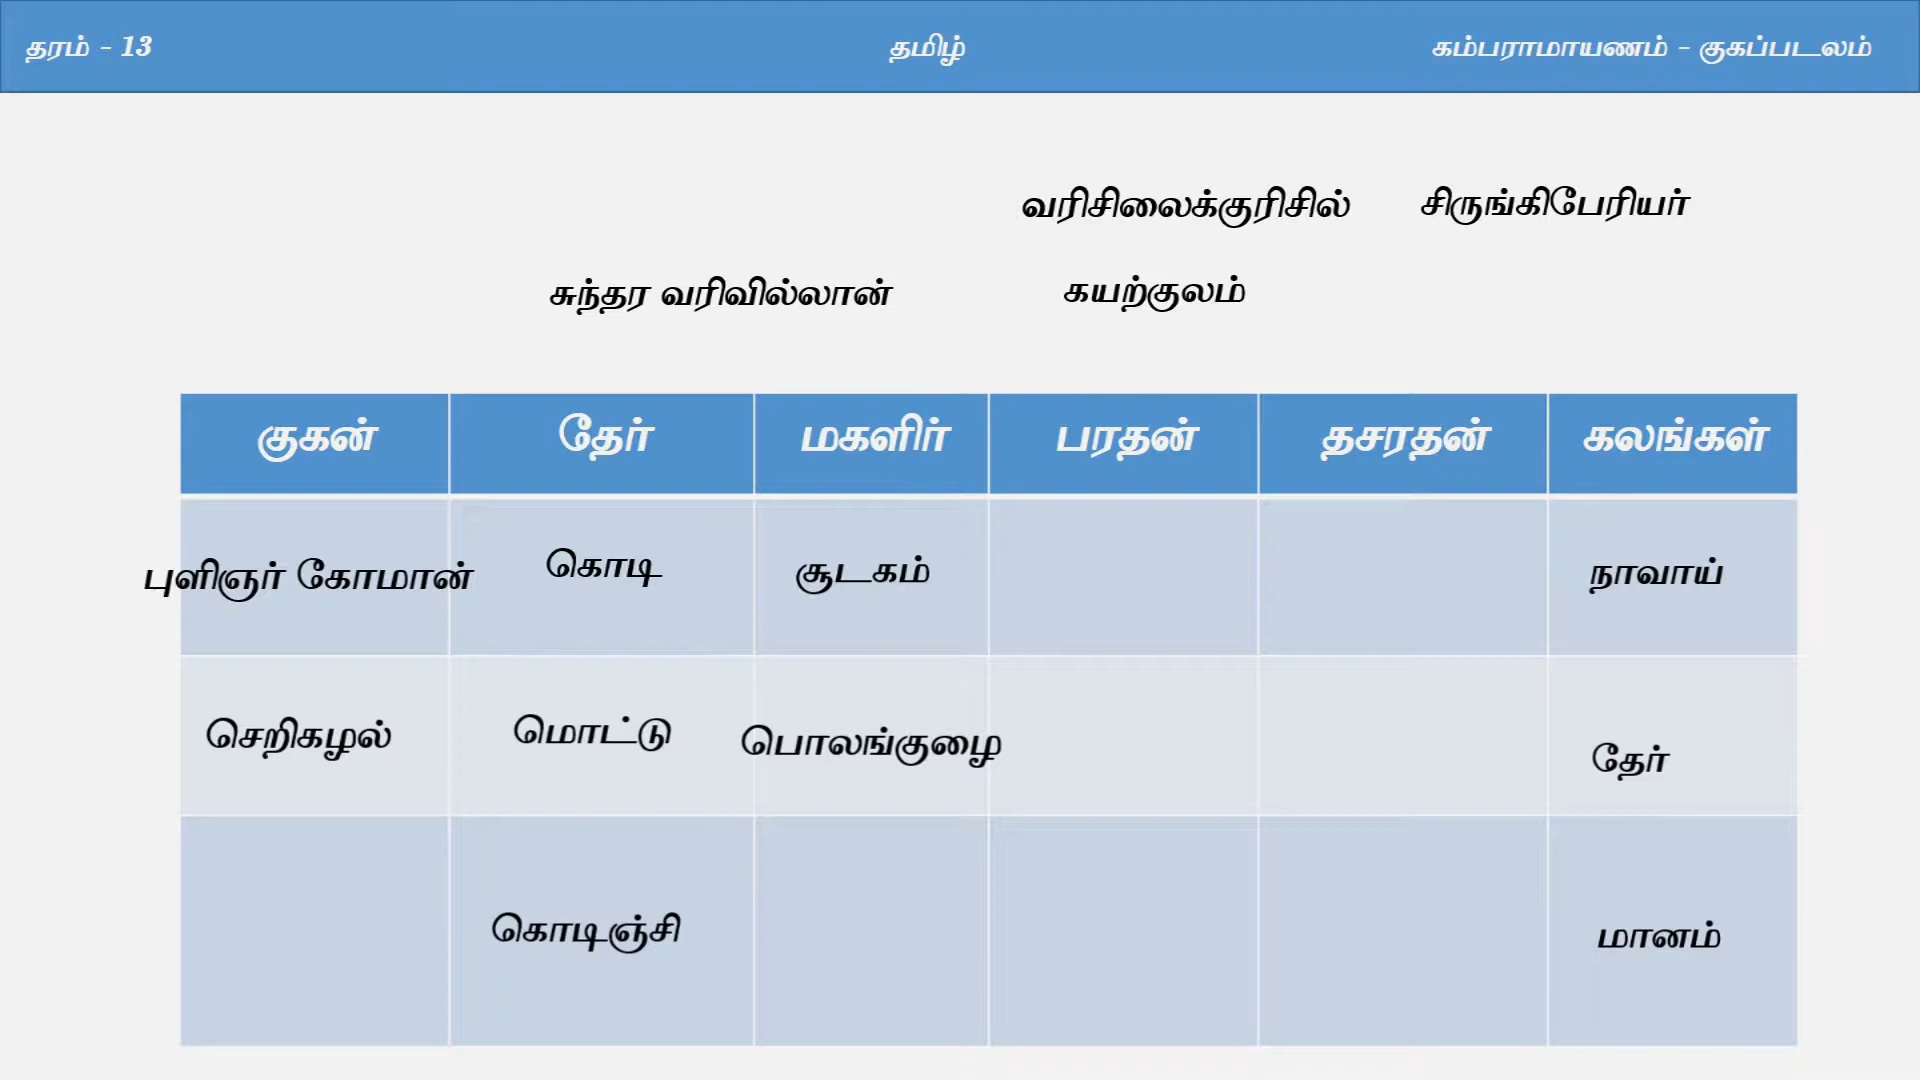 தரம் - 13 தமிழ் கம்பராமாயணம் - குகப்படலம்
வரிசிலைக்குரிசில் சிருங்கிபேரியர்
சுந்தர வரிவில்லான் கயற்குலம்
குகன் தேர் மகளிர் பரதன் தசரதன் கலங்கள்
புளிஞர் கோமான் கொடி சூடகம் நாவாய்
செறிகழல் மொட்டு பொலங்குழை தேர்
கொடிஞ்சி மானம்